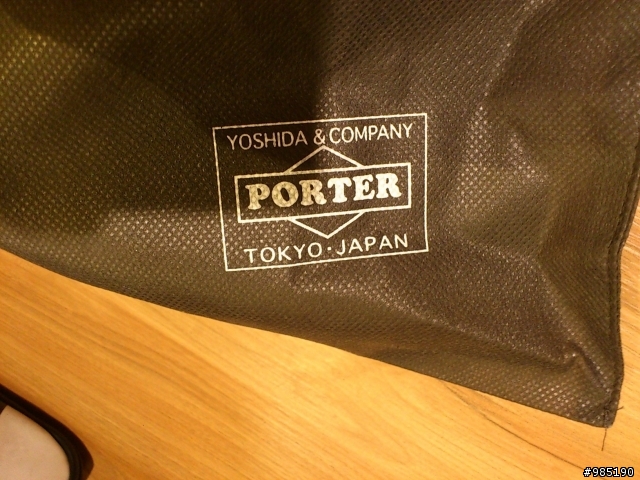 YOSHIDA & COMPANY
PORTER
TOKYO·JAPAN
#985190